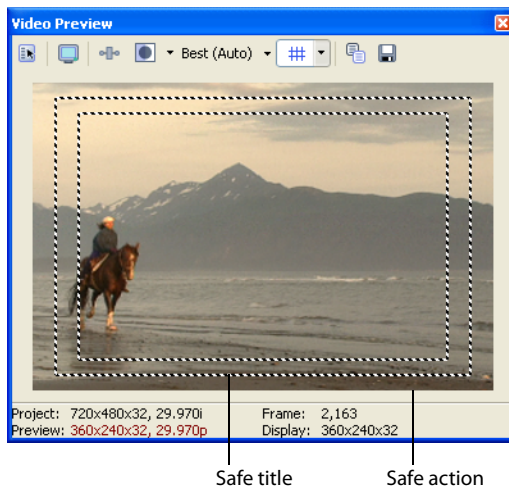 Video Preview
Best (Auto)
Project: 720x480x32, 29.970i Frame: 2,163
Preview: 360x240x32, 29.970p Display: 360x240x32
Safe title Safe action